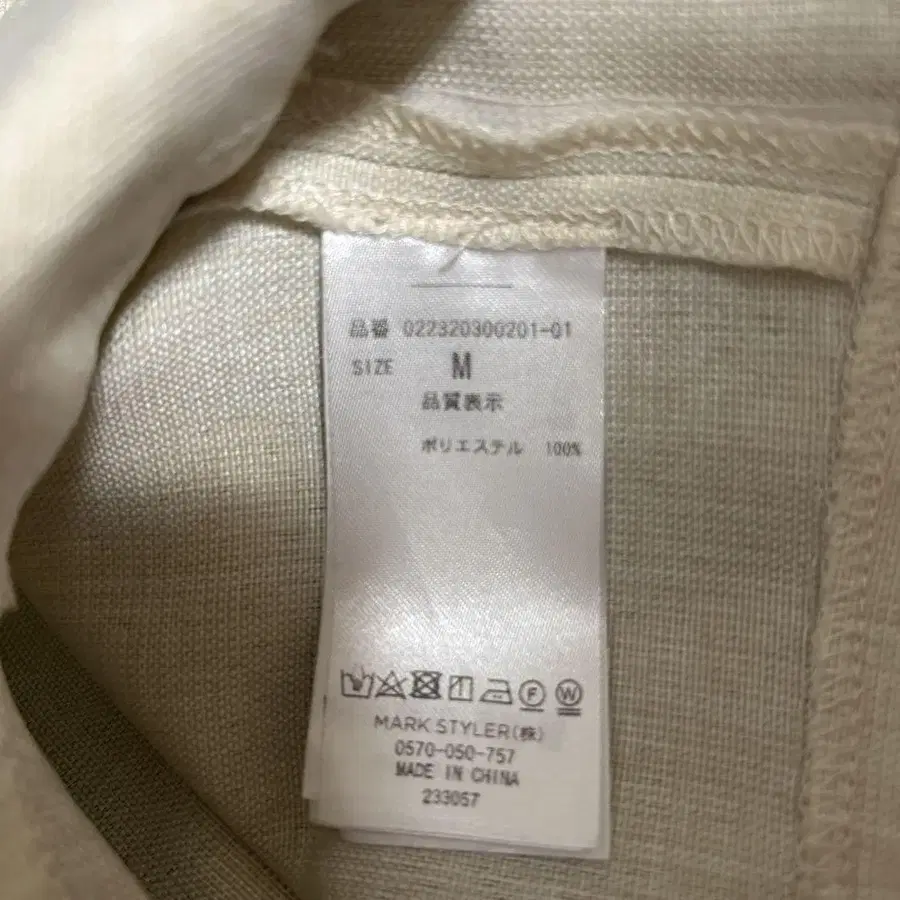 品番 022320300201-01
SIZE M
品質表示
ポリエステル 100%
F W
MARK STYLER(株)
0570-050-757
MADE IN CHINA
233057